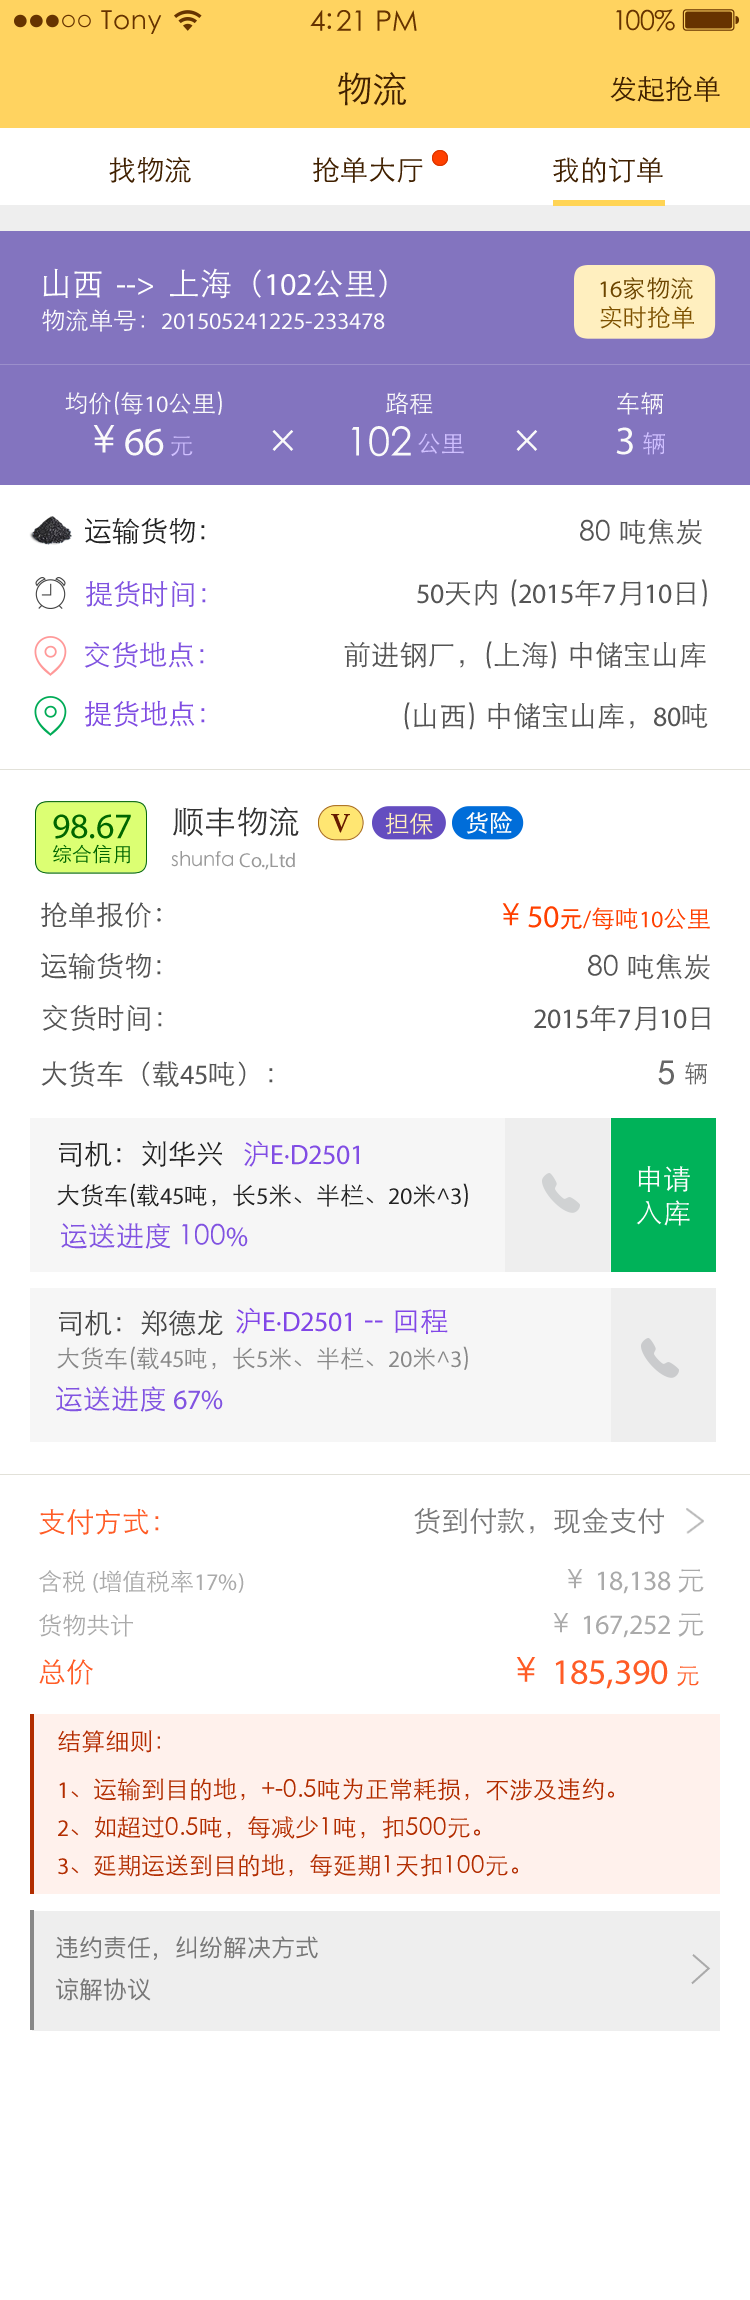 Tony 4:21 PM 100%
物流 发起抢单
找物流 抢单大厅 我的订单
山西 --> 上海（102公里）
物流单号：201505241225-233478
16家物流
实时抢单
均价(每10公里) 路程 车辆
￥66 元 × 102 公里 × 3 辆
运输货物： 80 吨焦炭
提货时间： 50天内 (2015年7月10日)
交货地点： 前进钢厂，(上海) 中储宝山库
提货地点： (山西) 中储宝山库，80吨
98.67
综合信用
顺丰物流 V 担保 货险
shunfa Co.,Ltd
抢单报价： ￥50元/每吨10公里
运输货物： 80 吨焦炭
交货时间： 2015年7月10日
大货车（载45吨）： 5 辆
司机：刘华兴 沪E·D2501
大货车(载45吨，长5米、半栏、20米^3)
运送进度 100%
申请
入库
司机：郑德龙 沪E·D2501 -- 回程
大货车(载45吨，长5米、半栏、20米^3)
运送进度 67%
支付方式： 货到付款，现金支付
含税 (增值税率17%) ￥ 18,138 元
货物共计 ￥ 167,252 元
总价 ￥ 185,390 元
结算细则：
1、运输到目的地，+-0.5吨为正常耗损，不涉及违约。
2、如超过0.5吨，每减少1吨，扣500元。
3、延期运送到目的地，每延期1天扣100元。
违约责任，纠纷解决方式
谅解协议